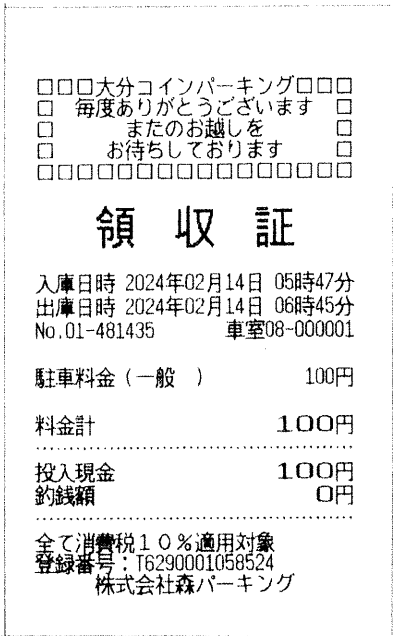 □□□大分コインパーキング□□□
□ 毎度ありがとうございます □
□ またのお越しを □
□ お待ちしております □
□□□□□□□□□□□□□□□□
領 収 証
入庫日時 2024年02月14日 05時47分
出庫日時 2024年02月14日 06時45分
No.01-481435 車室08-000001
駐車料金(一般 ) 100円
料金計 100円
投入現金 100円
釣銭額 0円
全て消費税10%適用対象
登録番号:T6290001058524
株式会社森パーキング